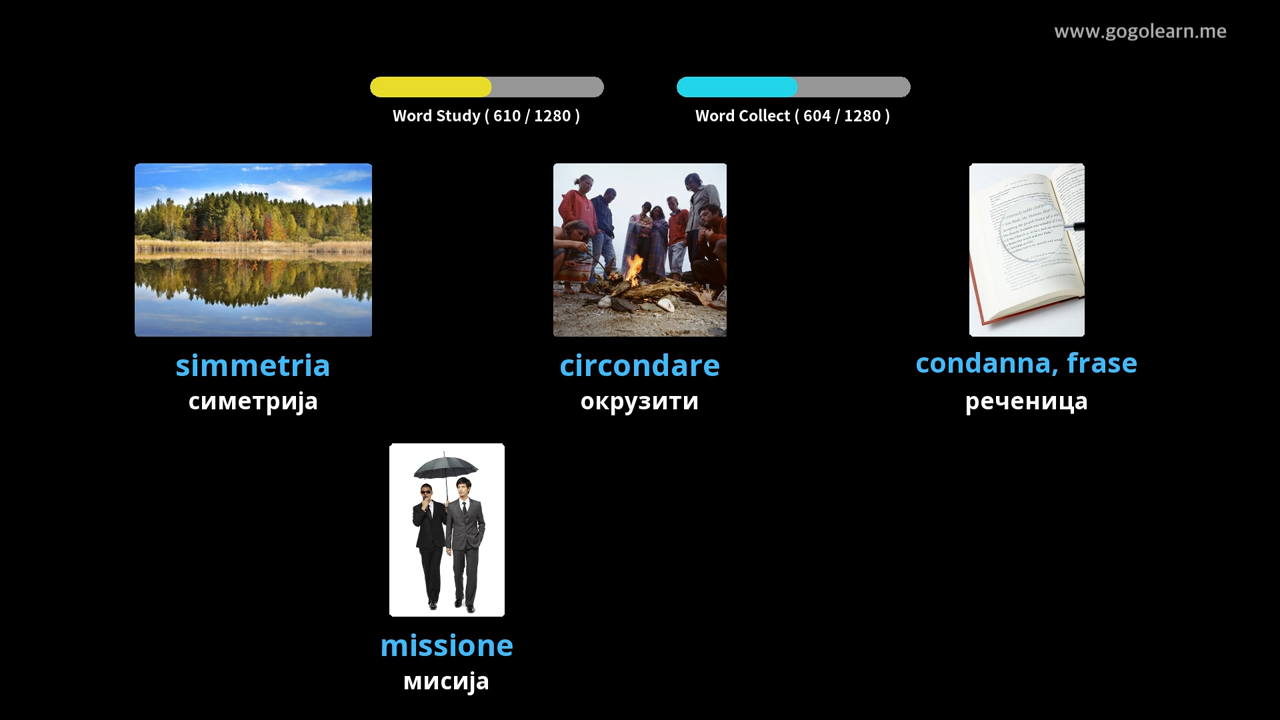 www.gogolearn.me
Word Study ( 610 / 1280 )
Word Collect ( 604 / 1280 )
simmetria
симетрија
circondare
окрузити
condanna, frase
реченица
missione
мисија